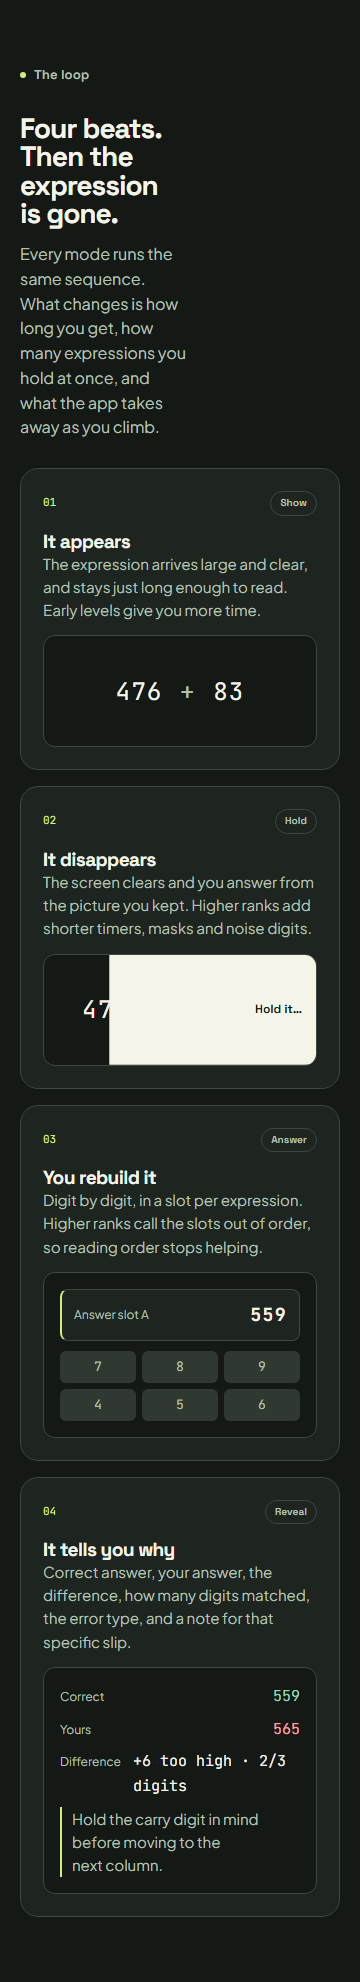 The loop
Four beats.
Then the
expression
is gone.
Every mode runs the
same sequence.
What changes is how
long you get, how
many expressions you
hold at once, and
what the app takes
away as you climb.
01
Show
It appears
The expression arrives large and clear,
and stays just long enough to read.
Early levels give you more time.
476 + 83
02
Hold
It disappears
The screen clears and you answer from
the picture you kept. Higher ranks add
shorter timers, masks and noise digits.
47
Hold it...
03
Answer
You rebuild it
Digit by digit, in a slot per expression.
Higher ranks call the slots out of order,
so reading order stops helping.
Answer slot A
559
7 8 9
4 5 6
04
Reveal
It tells you why
Correct answer, your answer, the
difference, how many digits matched,
the error type, and a note for that
specific slip.
Correct 559
Yours 565
Difference +6 too high · 2/3
digits
Hold the carry digit in mind
before moving to the
next column.